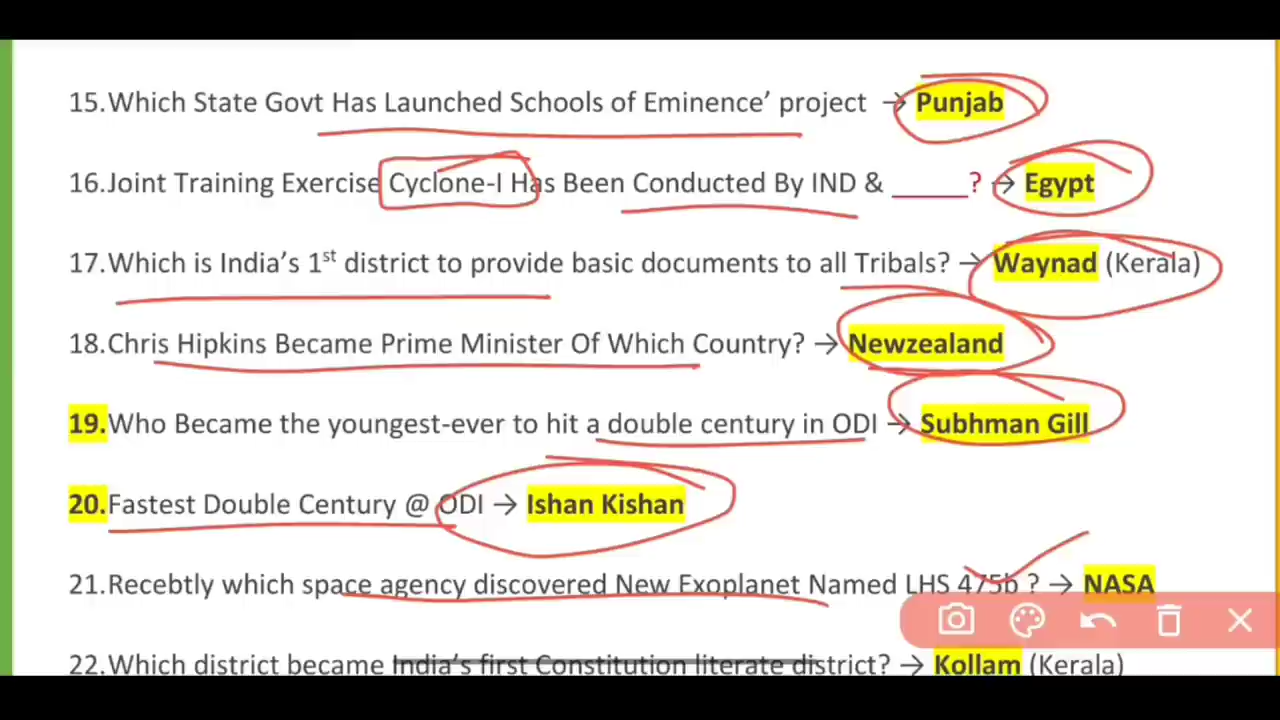 15.Which State Govt Has Launched Schools of Eminence’ project → Punjab
16.Joint Training Exercise Cyclone-I Has Been Conducted By IND & ______? → Egypt
17.Which is India’s 1st district to provide basic documents to all Tribals? → Waynad (Kerala)
18.Chris Hipkins Became Prime Minister Of Which Country? → Newzealand
19.Who Became the youngest-ever to hit a double century in ODI → Subhman Gill
20.Fastest Double Century @ ODI → Ishan Kishan
21.Recebtly which space agency discovered New Exoplanet Named LHS 475b ? → NASA
22.Which district became India’s first Constitution literate district? → Kollam (Kerala)